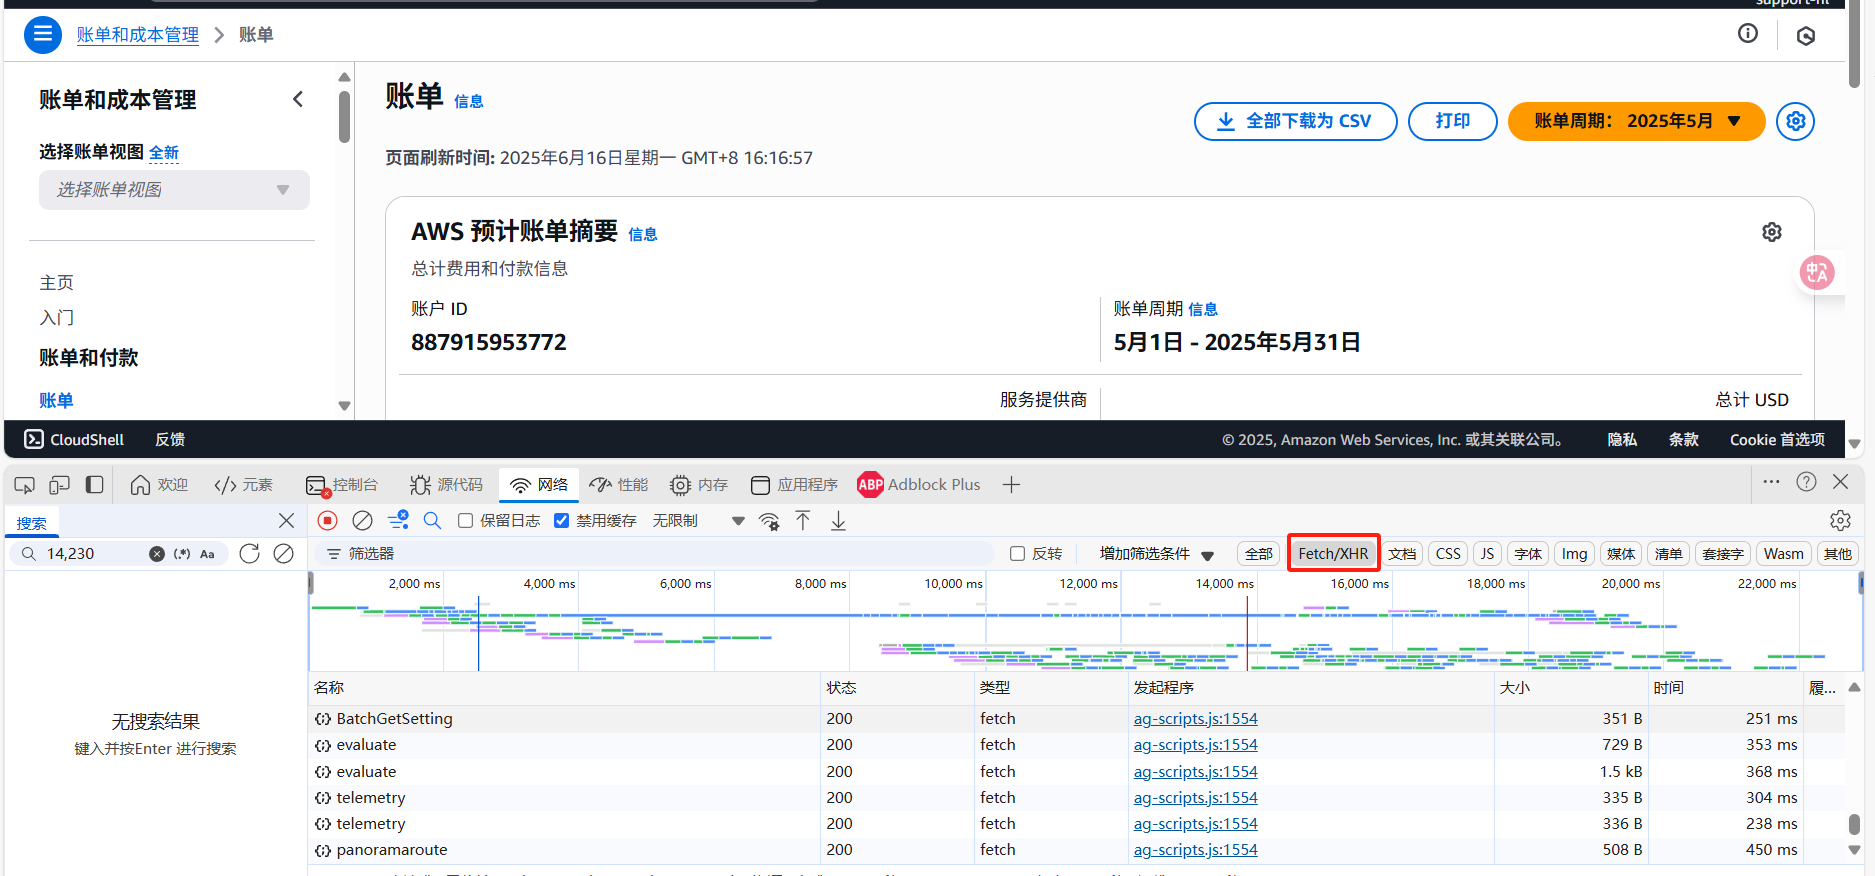 账单和成本管理 > 账单
账单和成本管理
选择账单视图 全新
选择账单视图
主页
入门
账单和付款
账单
账单 信息
全部下载为 CSV
打印
账单周期： 2025年5月
页面刷新时间: 2025年6月16日星期一 GMT+8 16:16:57
AWS 预计账单摘要 信息
总计费用和付款信息
账户 ID
887915953772
账单周期 信息
5月1日 - 2025年5月31日
服务提供商
总计 USD
中 A
CloudShell 反馈
© 2025, Amazon Web Services, Inc. 或其关联公司。 隐私 条款 Cookie 首选项
欢迎 </> 元素 控制台 源代码 网络 性能 内存 应用程序 ABP Adblock Plus
搜索
保留日志 禁用缓存 无限制
14,230 (.*) Aa
筛选器 反转 增加筛选条件 全部 Fetch/XHR 文档 CSS JS 字体 Img 媒体 清单 套接字 Wasm 其他
2,000 ms 4,000 ms 6,000 ms 8,000 ms 10,000 ms 12,000 ms 14,000 ms 16,000 ms 18,000 ms 20,000 ms 22,000 ms
无搜索结果
键入并按Enter 进行搜索
名称 状态 类型 发起程序 大小 时间 履...
BatchGetSetting 200 fetch ag-scripts.js:1554 351 B 251 ms
evaluate 200 fetch ag-scripts.js:1554 729 B 353 ms
evaluate 200 fetch ag-scripts.js:1554 1.5 kB 368 ms
telemetry 200 fetch ag-scripts.js:1554 335 B 304 ms
telemetry 200 fetch ag-scripts.js:1554 336 B 238 ms
panoramaroute 200 fetch ag-scripts.js:1554 508 B 450 ms